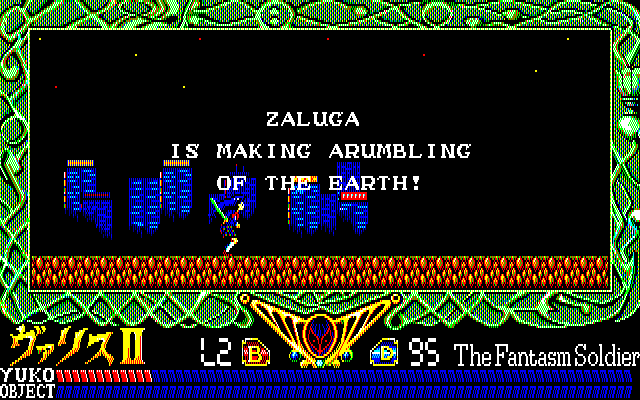 ZALUGA
IS MAKING ARUMBLING
OF THE EARTH!
ヴァリスII L2 B D 95 The Fantasm Soldier
YUKO
OBJECT